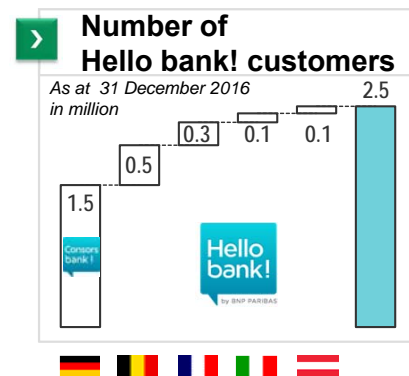 Number of
Hello bank! customers
As at 31 December 2016
in million
2.5
0.3 0.1 0.1
0.5
1.5
Consors
bank!
Hello
bank!
by BNP PARIBAS